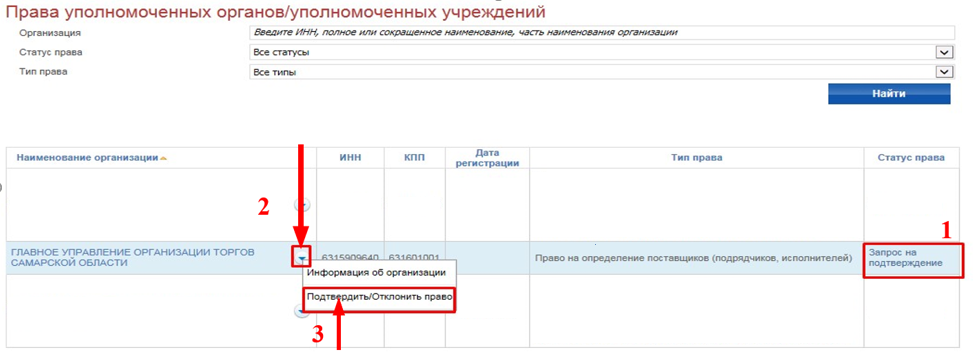 Права уполномоченных органов/уполномоченных учреждений
Организация
Введите ИНН, полное или сокращенное наименование, часть наименования организации
Статус права
Все статусы
Тип права
Все типы
Найти
Наименование организации ИНН КПП Дата регистрации Тип права Статус права
2
1
ГЛАВНОЕ УПРАВЛЕНИЕ ОРГАНИЗАЦИИ ТОРГОВ
САМАРСКОЙ ОБЛАСТИ
6315909640 631601001
Право на определение поставщиков (подрядчиков, исполнителей)
Запрос на
подтверждение
Информация об организации
Подтвердить/Отклонить право
3